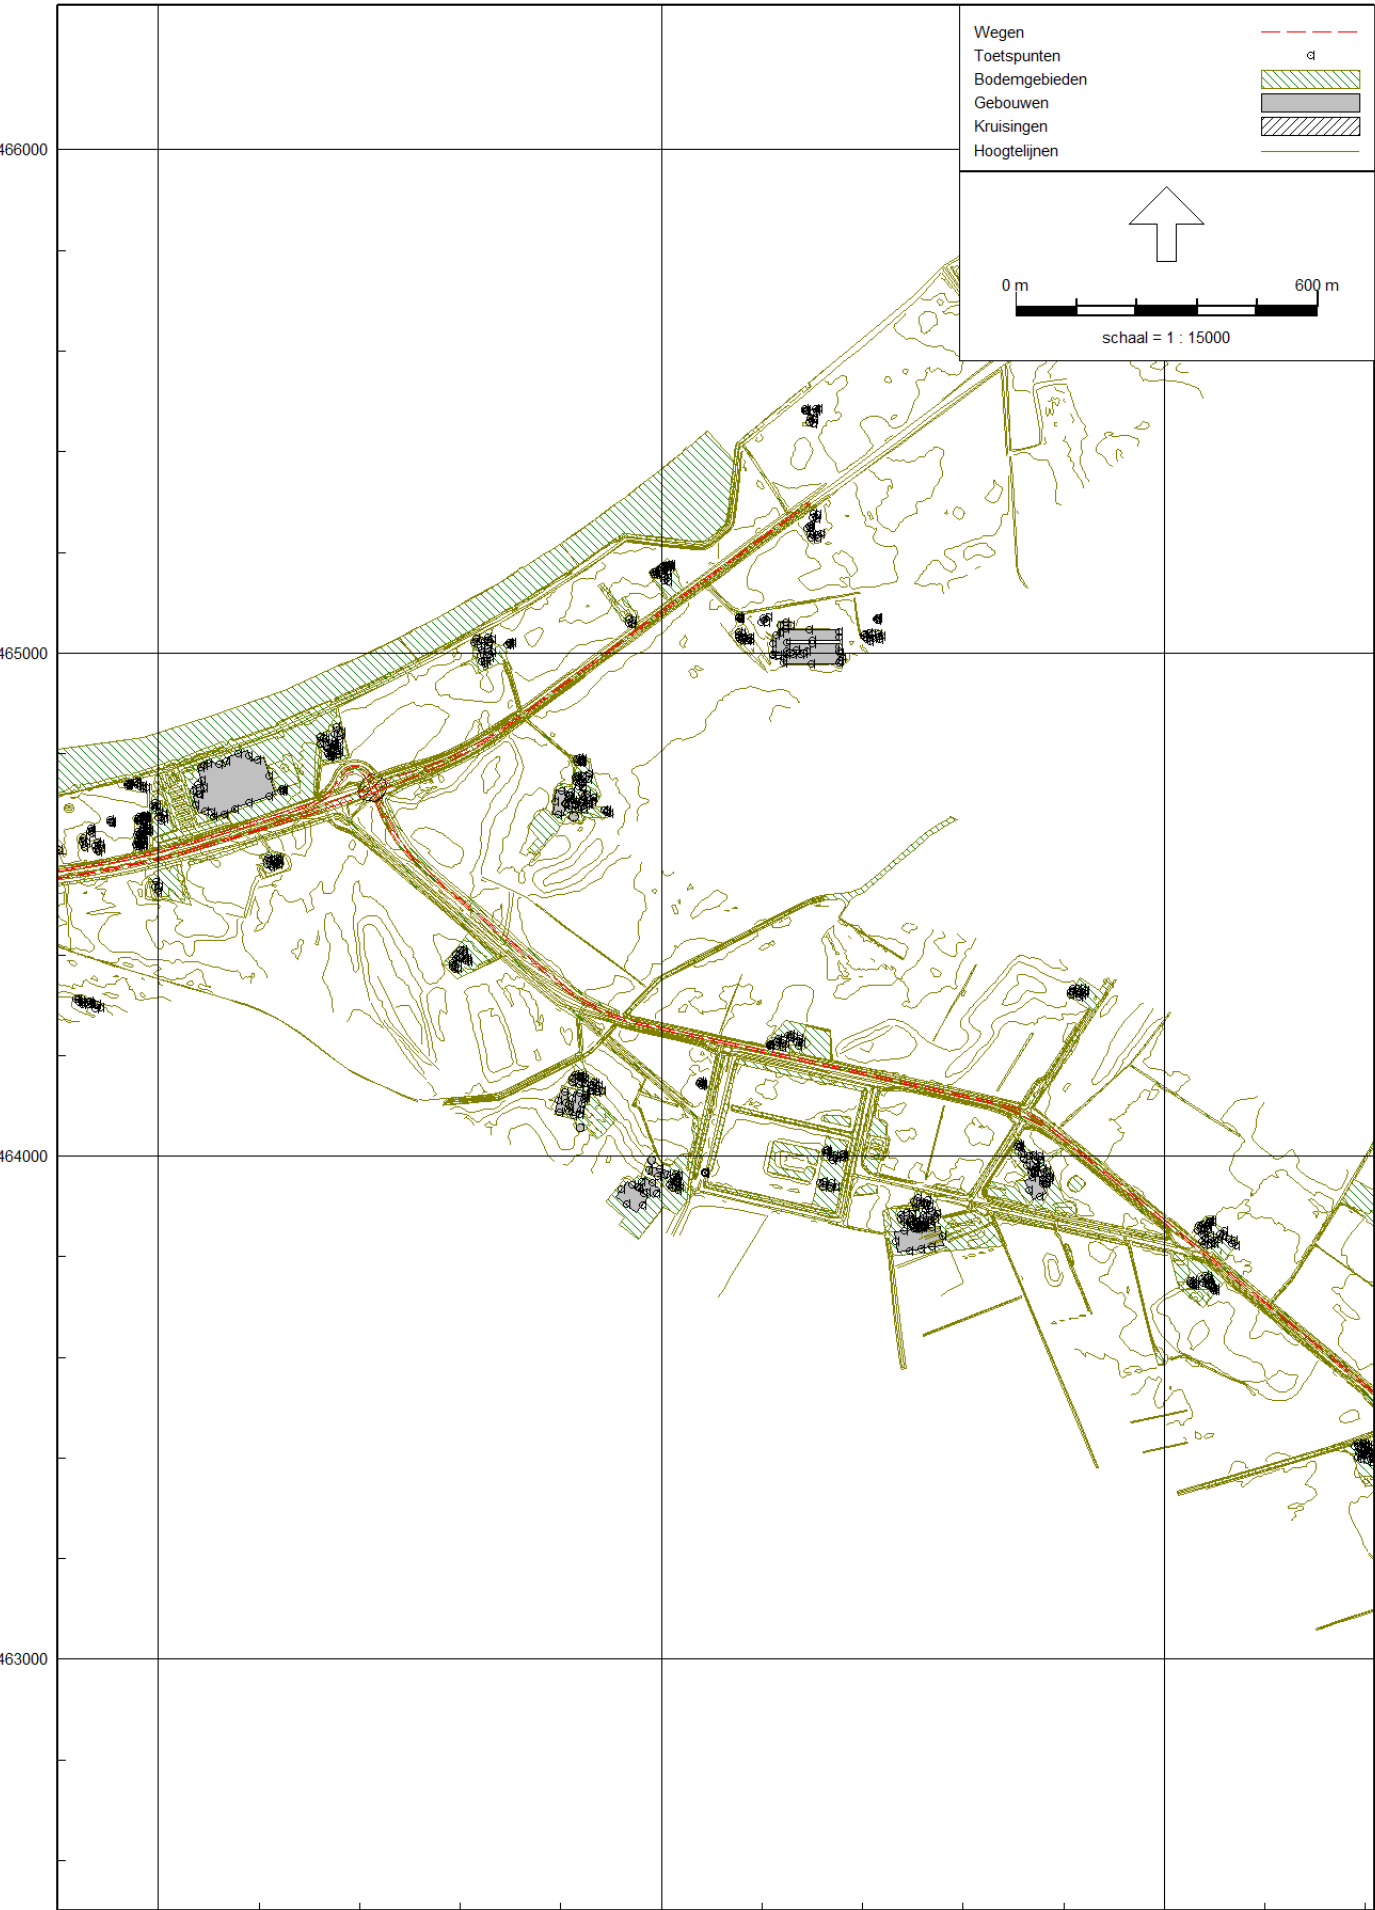 Wegen
Toetspunten
Bodemgebieden
Gebouwen
Kruisingen
Hoogtelijnen
0 m 600 m
schaal = 1 : 15000
466000
465000
464000
463000